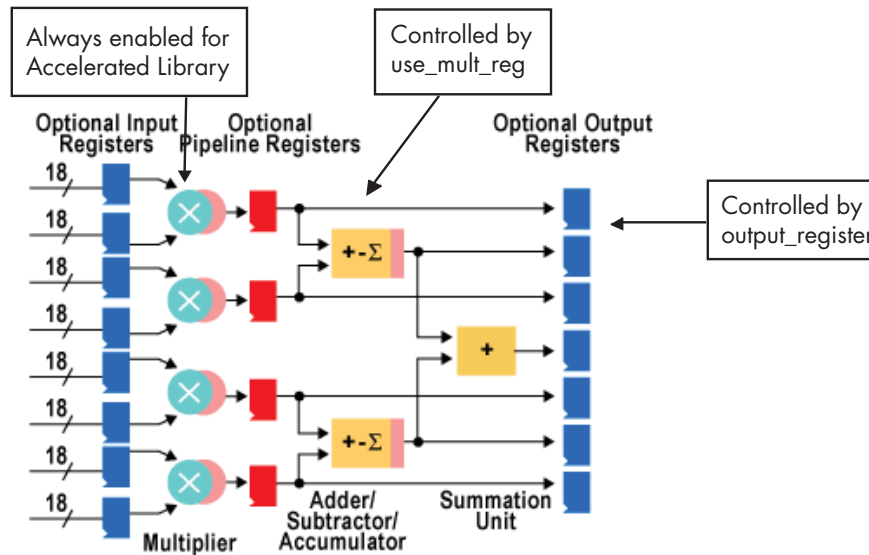 Always enabled for
Accelerated Library
Controlled by
use_mult_reg
Optional Input
Registers
Optional
Pipeline Registers
Optional Output
Registers
Controlled by
output_register
18
18
18
18
18
18
18
18
+-Σ
+
+-Σ
Multiplier
Adder/
Subtractor/
Accumulator
Summation
Unit